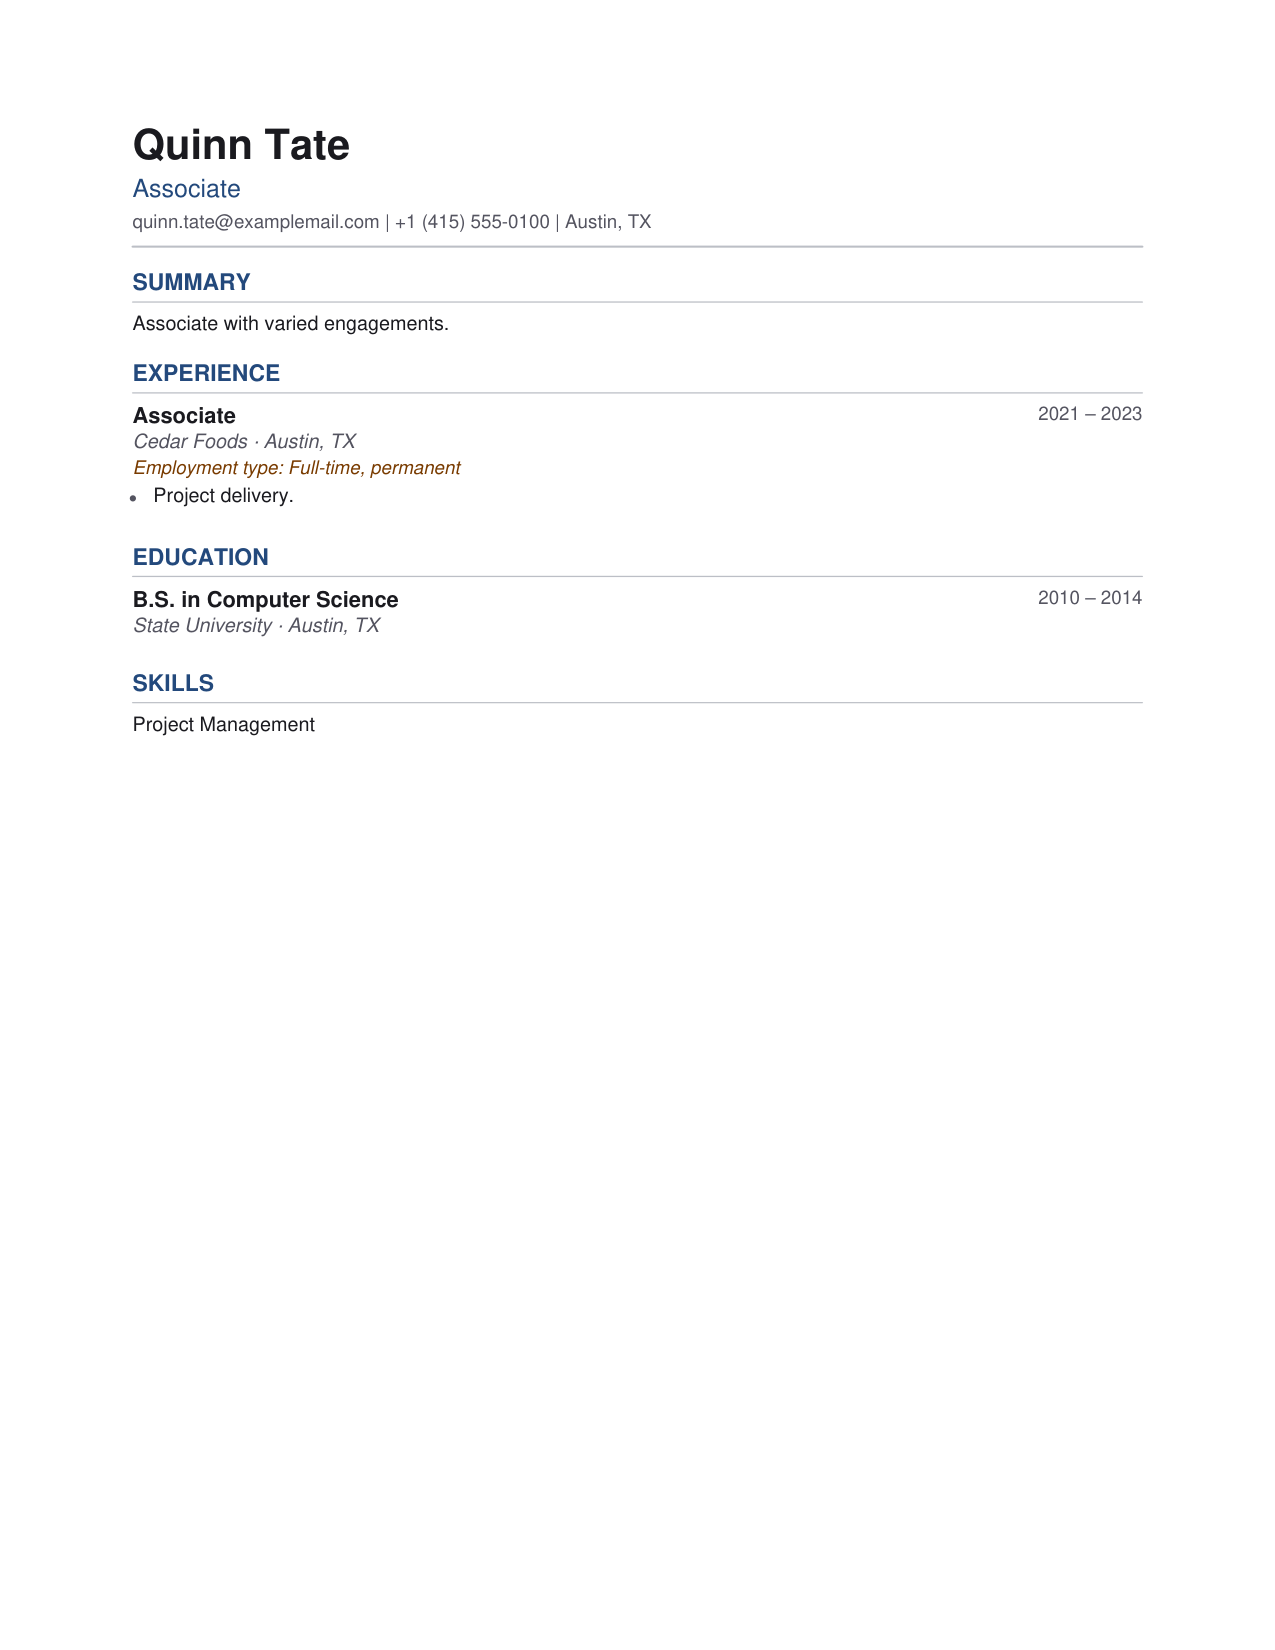 Quinn Tate
Associate
quinn.tate@examplemail.com | +1 (415) 555-0100 | Austin, TX
SUMMARY
Associate with varied engagements.
EXPERIENCE
Associate 2021 – 2023
Cedar Foods · Austin, TX
Employment type: Full-time, permanent
• Project delivery.
EDUCATION
B.S. in Computer Science 2010 – 2014
State University · Austin, TX
SKILLS
Project Management